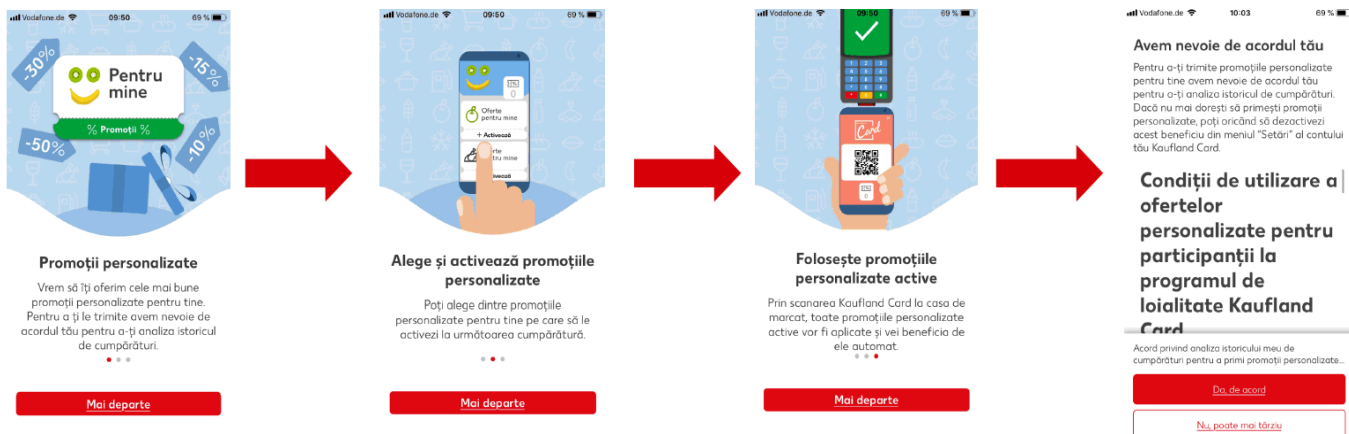 Vodafone.de 09:50 69 %
-30%
-15%
Pentru
mine
% Promoții %
-50%
-10%
Promoții personalizate
Vrem să îți oferim cele mai bune
promoții personalizate pentru tine.
Pentru a ți le trimite avem nevoie de
acordul tău pentru a-ți analiza istoricul
de cumpărături.
Mai departe
Vodafone.de 09:50 69 %
0
Oferte
pentru mine
+ Activează
Alege și activează promoțiile
personalizate
Poți alege dintre promoțiile
personalizate pentru tine pe care să le
activezi la următoarea cumpărătură.
Mai departe
Vodafone.de 09:50 69 %
Card
0
Folosește promoțiile
personalizate active
Prin scanarea Kaufland Card la casa de
marcat, toate promoțiile personalizate
active vor fi aplicate și vei beneficia de
ele automat.
Mai departe
Vodafone.de 10:03 69 %
Avem nevoie de acordul tău
Pentru a-ți trimite promoțiile personalizate
pentru tine avem nevoie de acordul tău
pentru a-ți analiza istoricul de cumpărături.
Dacă nu mai dorești să primești promoții
personalizate, poți oricând să dezactivezi
acest beneficiu din meniul "Setări" al contului
tău Kaufland Card.
Condiții de utilizare a
ofertelor
personalizate pentru
participanții la
programul de
loialitate Kaufland
Card
Acord privind analiza istoricului meu de
cumpărături pentru a primi promoții personalizate...
Da, de acord
Nu, poate mai târziu